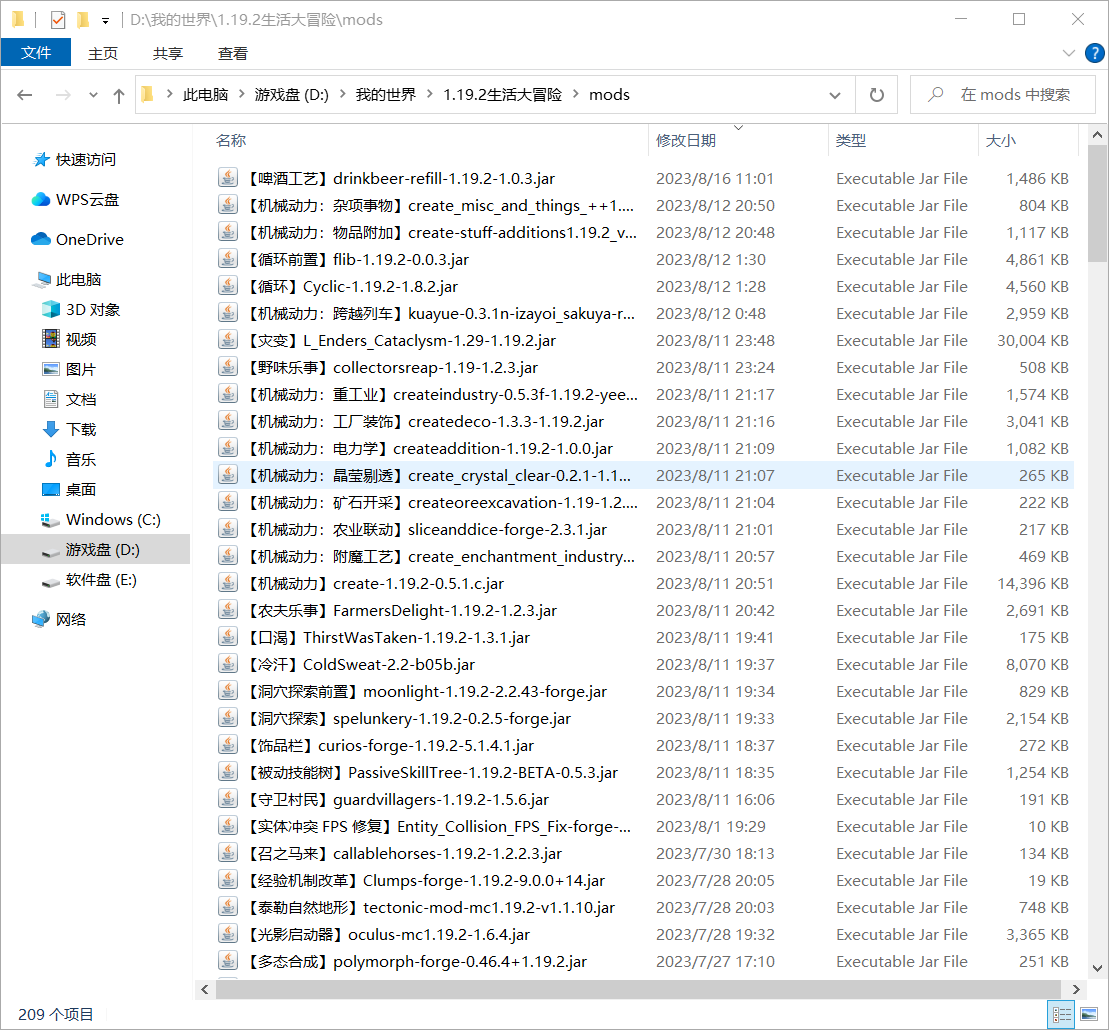 D:\我的世界\1.19.2生活大冒险\mods
文件 主页 共享 查看
此电脑 游戏盘 (D:) 我的世界 1.19.2生活大冒险 mods 在 mods 中搜索
名称 修改日期 类型 大小
快速访问
WPS云盘
OneDrive
此电脑
3D 对象
视频
图片
文档
下载
音乐
桌面
Windows (C:)
游戏盘 (D:)
软件盘 (E:)
网络
【啤酒工艺】drinkbeer-refill-1.19.2-1.0.3.jar 2023/8/16 11:01 Executable Jar File 1,486 KB
【机械动力：杂项事物】create_misc_and_things_++1.... 2023/8/12 20:50 Executable Jar File 804 KB
【机械动力：物品附加】create-stuff-additions1.19.2_v... 2023/8/12 20:48 Executable Jar File 1,117 KB
【循环前置】flib-1.19.2-0.0.3.jar 2023/8/12 1:30 Executable Jar File 4,861 KB
【循环】Cyclic-1.19.2-1.8.2.jar 2023/8/12 1:28 Executable Jar File 4,560 KB
【机械动力：跨越列车】kuayue-0.3.1n-izayoi_sakuya-r... 2023/8/12 0:48 Executable Jar File 2,959 KB
【灾变】L_Enders_Cataclysm-1.29-1.19.2.jar 2023/8/11 23:48 Executable Jar File 30,004 KB
【野味乐事】collectorsreap-1.19-1.2.3.jar 2023/8/11 23:24 Executable Jar File 508 KB
【机械动力：重工业】createindustry-0.5.3f-1.19.2-yee... 2023/8/11 21:17 Executable Jar File 1,574 KB
【机械动力：工厂装饰】createdeco-1.3.3-1.19.2.jar 2023/8/11 21:16 Executable Jar File 3,041 KB
【机械动力：电力学】createaddition-1.19.2-1.0.0.jar 2023/8/11 21:09 Executable Jar File 1,082 KB
【机械动力：晶莹剔透】create_crystal_clear-0.2.1-1.1... 2023/8/11 21:07 Executable Jar File 265 KB
【机械动力：矿石开采】createoreexcavation-1.19-1.2.... 2023/8/11 21:04 Executable Jar File 222 KB
【机械动力：农业联动】sliceanddice-forge-2.3.1.jar 2023/8/11 21:01 Executable Jar File 217 KB
【机械动力：附魔工艺】create_enchantment_industry... 2023/8/11 20:57 Executable Jar File 469 KB
【机械动力】create-1.19.2-0.5.1.c.jar 2023/8/11 20:51 Executable Jar File 14,396 KB
【农夫乐事】FarmersDelight-1.19.2-1.2.3.jar 2023/8/11 20:42 Executable Jar File 2,691 KB
【口渴】ThirstWasTaken-1.19.2-1.3.1.jar 2023/8/11 19:41 Executable Jar File 175 KB
【冷汗】ColdSweat-2.2-b05b.jar 2023/8/11 19:37 Executable Jar File 8,070 KB
【洞穴探索前置】moonlight-1.19.2-2.2.43-forge.jar 2023/8/11 19:34 Executable Jar File 829 KB
【洞穴探索】spelunkery-1.19.2-0.2.5-forge.jar 2023/8/11 19:33 Executable Jar File 2,154 KB
【饰品栏】curios-forge-1.19.2-5.1.4.1.jar 2023/8/11 18:37 Executable Jar File 272 KB
【被动技能树】PassiveSkillTree-1.19.2-BETA-0.5.3.jar 2023/8/11 18:35 Executable Jar File 1,254 KB
【守卫村民】guardvillagers-1.19.2-1.5.6.jar 2023/8/11 16:06 Executable Jar File 191 KB
【实体冲突 FPS 修复】Entity_Collision_FPS_Fix-forge-... 2023/8/1 19:29 Executable Jar File 10 KB
【召之马来】callablehorses-1.19.2-1.2.2.3.jar 2023/7/30 18:13 Executable Jar File 134 KB
【经验机制改革】Clumps-forge-1.19.2-9.0.0+14.jar 2023/7/28 20:05 Executable Jar File 19 KB
【泰勒自然地形】tectonic-mod-mc1.19.2-v1.1.10.jar 2023/7/28 20:03 Executable Jar File 748 KB
【光影启动器】oculus-mc1.19.2-1.6.4.jar 2023/7/28 19:32 Executable Jar File 3,365 KB
【多态合成】polymorph-forge-0.46.4+1.19.2.jar 2023/7/27 17:10 Executable Jar File 251 KB
209 个项目